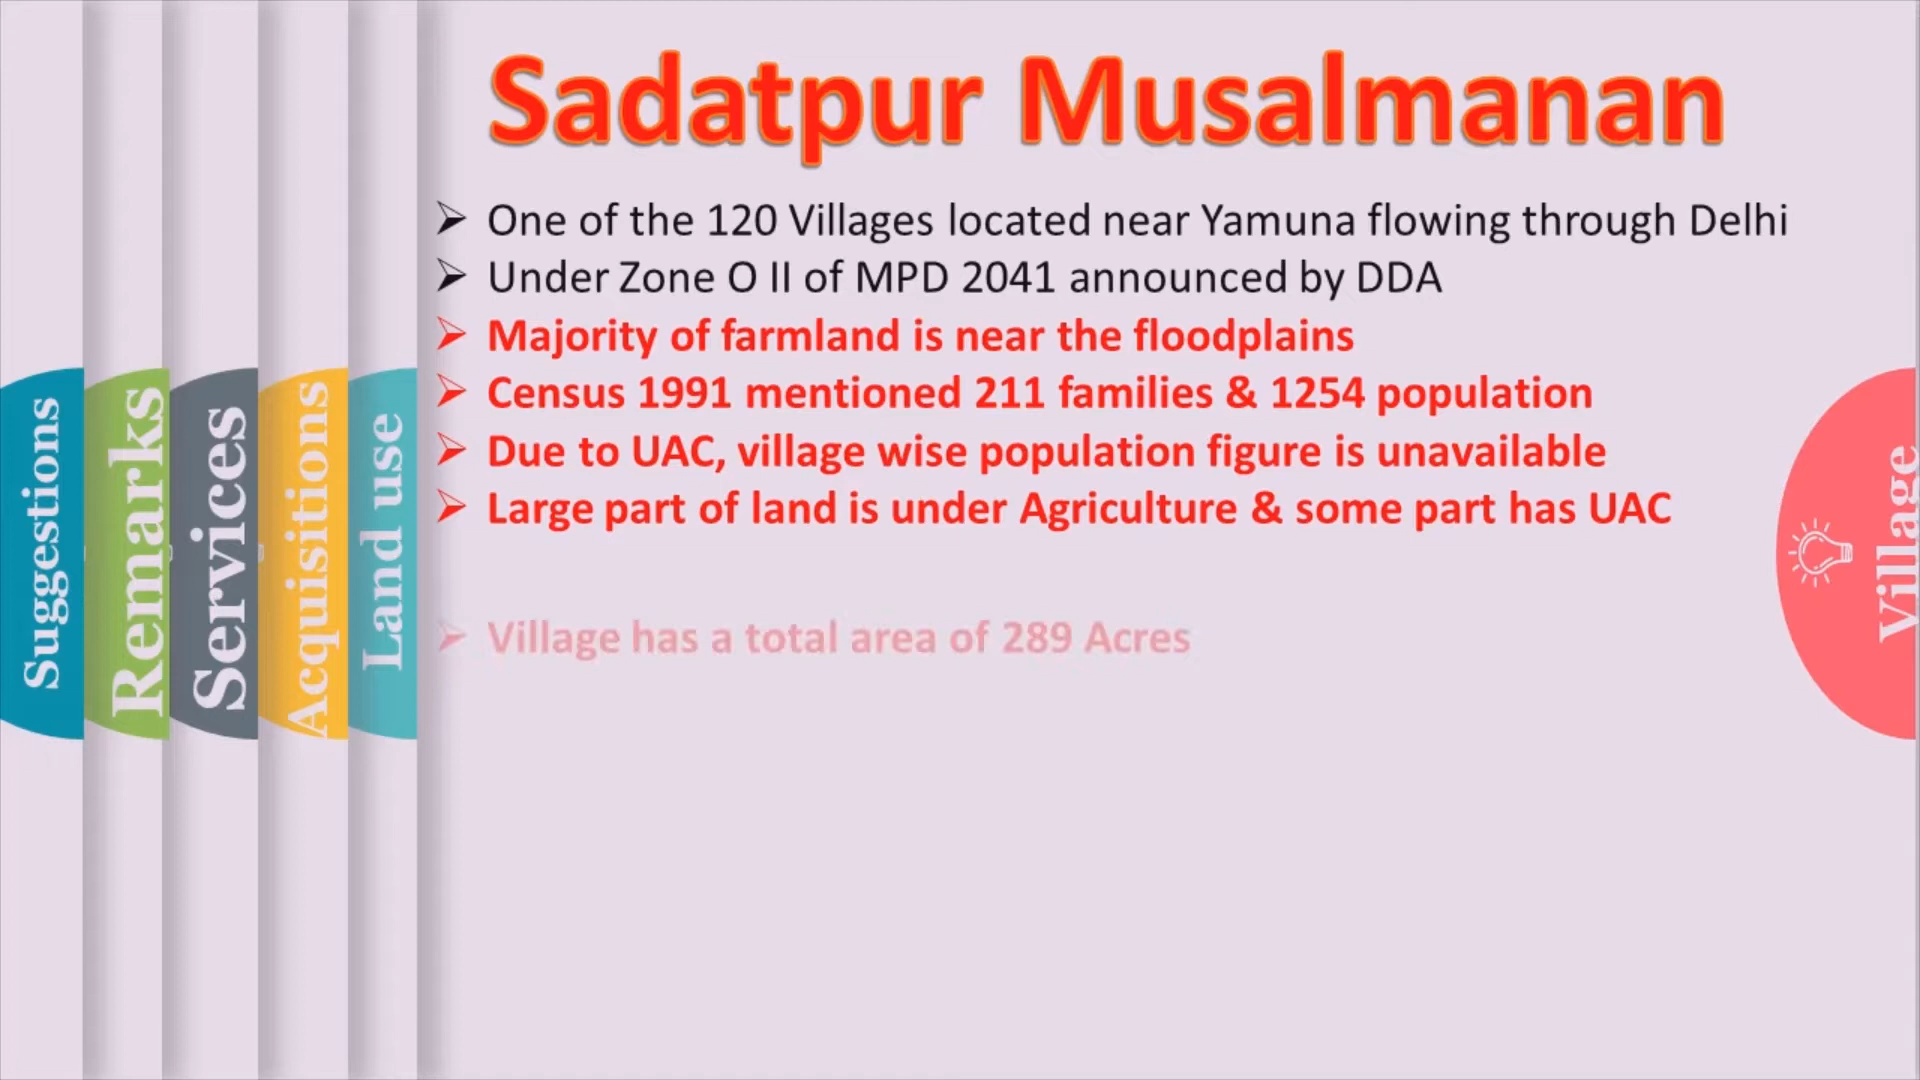 Sadatpur Musalmanan
➢ One of the 120 Villages located near Yamuna flowing through Delhi
➢ Under Zone O II of MPD 2041 announced by DDA
➢ Majority of farmland is near the floodplains
➢ Census 1991 mentioned 211 families & 1254 population
➢ Due to UAC, village wise population figure is unavailable
➢ Large part of land is under Agriculture & some part has UAC
➢ Village has a total area of 289 Acres
Suggestions
Remarks
Services
Acquisitions
Land use
Village